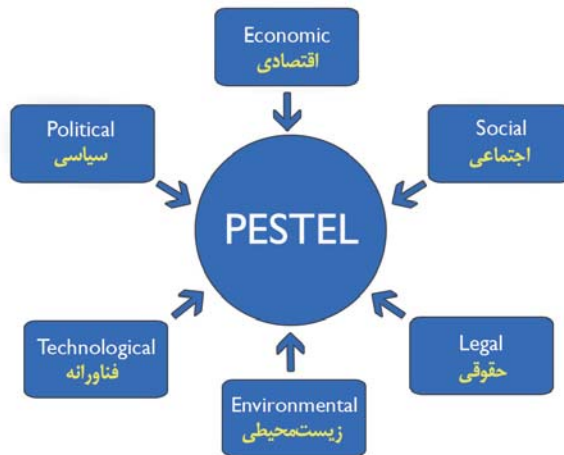 Economic
اقتصادی
Political
سیاسی
Social
اجتماعی
PESTEL
Technological
فناورانه
Legal
حقوقی
Environmental
زیست‌محیطی